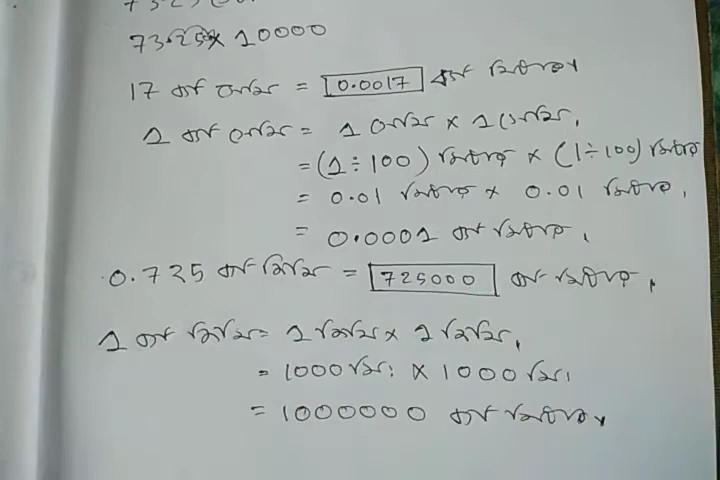 73.25 × 10000
17 বর্গ সেমি = 0.0017 বর্গ মিটার।
1 বর্গ সেমি = 1 সেমি × 1 সেমি,
= (1 ÷ 100) মিটার × (1 ÷ 100) মিটার
= 0.01 মিটার × 0.01 মিটার,
= 0.0001 বর্গ মিটার,
0.725 বর্গ কিমি = 725000 বর্গ মিটার,
1 বর্গ কিমি = 1 কিমি × 1 কিমি,
= 1000 মি: × 1000 মি:
= 1000000 বর্গ মিটার,